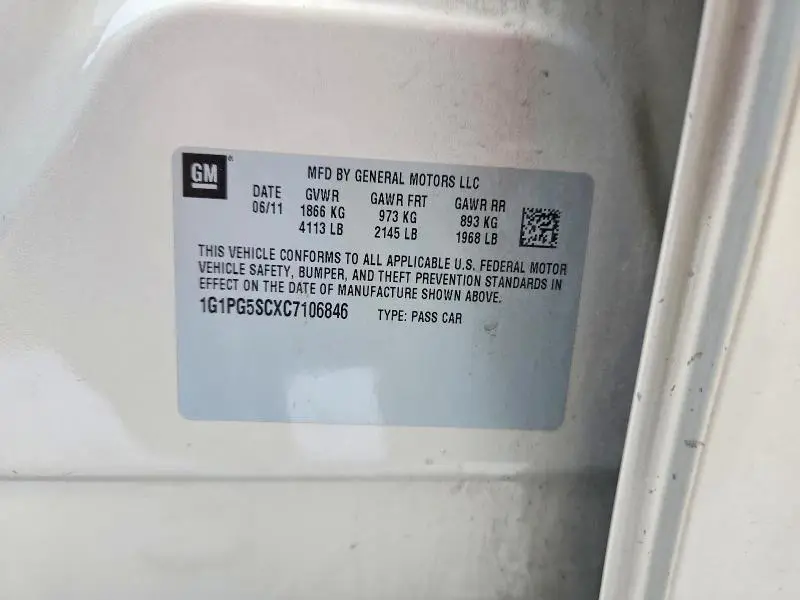 GM
MFD BY GENERAL MOTORS LLC
DATE GVWR GAWR FRT GAWR RR
06/11 1866 KG 973 KG 893 KG
4113 LB 2145 LB 1968 LB
THIS VEHICLE CONFORMS TO ALL APPLICABLE U.S. FEDERAL MOTOR
VEHICLE SAFETY, BUMPER, AND THEFT PREVENTION STANDARDS IN
EFFECT ON THE DATE OF MANUFACTURE SHOWN ABOVE.
1G1PG5SCXC7106846 TYPE: PASS CAR